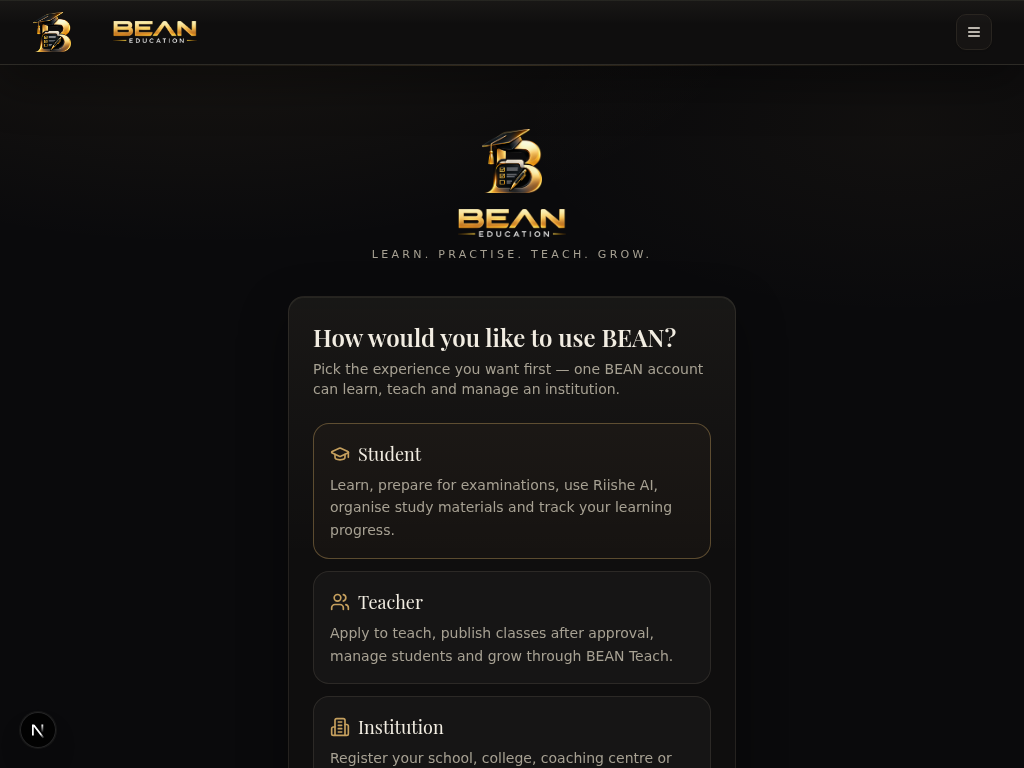 BEAN
EDUCATION
BEAN
EDUCATION
LEARN. PRACTISE. TEACH. GROW.
How would you like to use BEAN?
Pick the experience you want first — one BEAN account
can learn, teach and manage an institution.
Student
Learn, prepare for examinations, use Riishe AI,
organise study materials and track your learning
progress.
Teacher
Apply to teach, publish classes after approval,
manage students and grow through BEAN Teach.
Institution
Register your school, college, coaching centre or
N